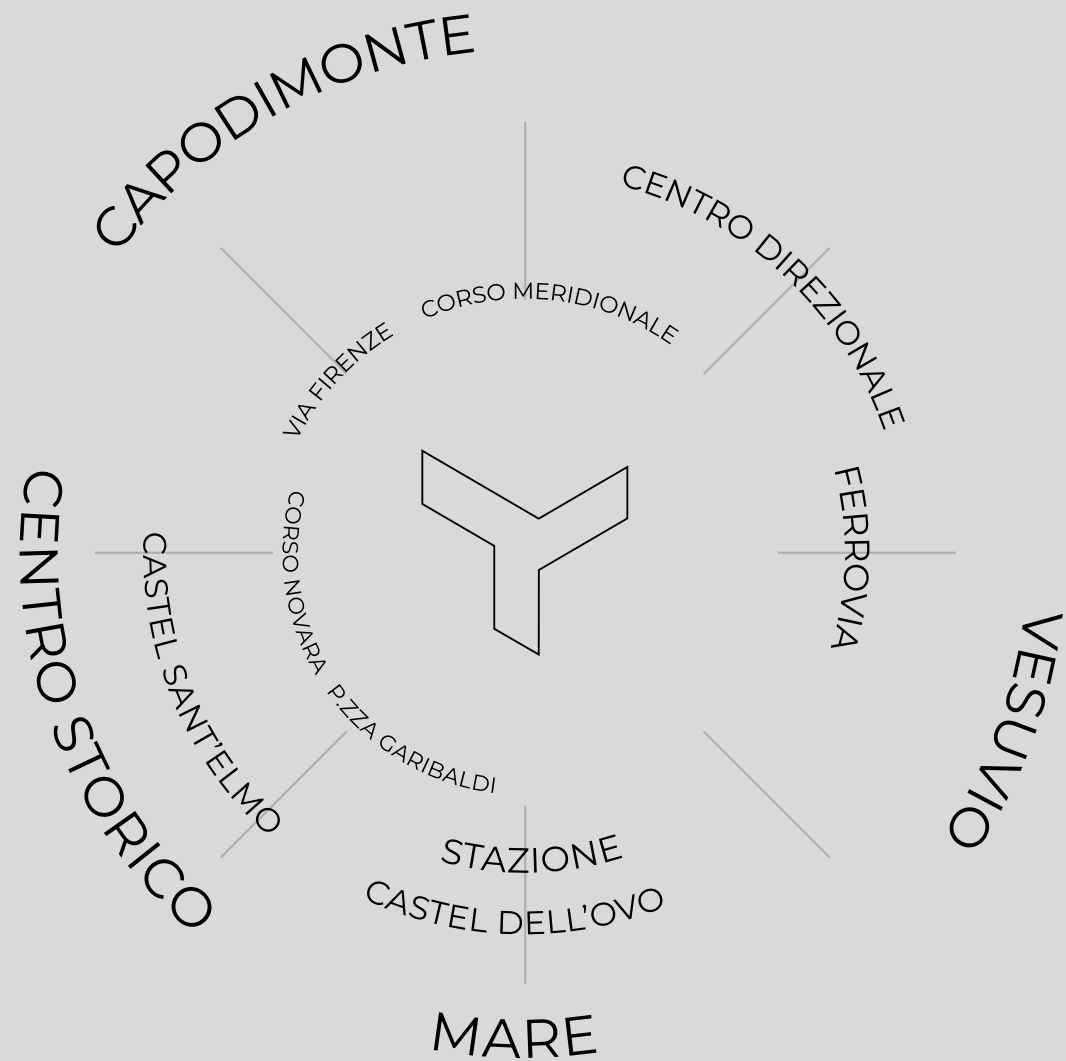 CAPODIMONTE
CENTRO DIREZIONALE
CORSO MERIDIONALE
VIA FIRENZE
FERROVIA
CENTRO STORICO
CASTEL SANT'ELMO
CORSO NOVARA
P.ZZA GARIBALDI
VESUVIO
STAZIONE
CASTEL DELL'OVO
MARE